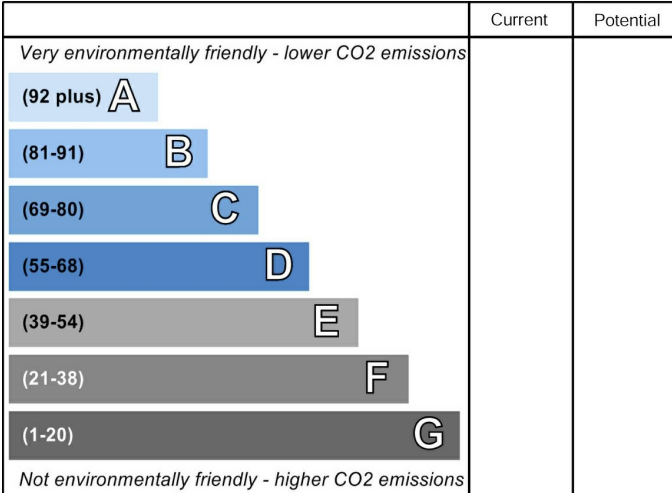 Current Potential
Very environmentally friendly - lower CO2 emissions
(92 plus) A
(81-91) B
(69-80) C
(55-68) D
(39-54) E
(21-38) F
(1-20) G
Not environmentally friendly - higher CO2 emissions